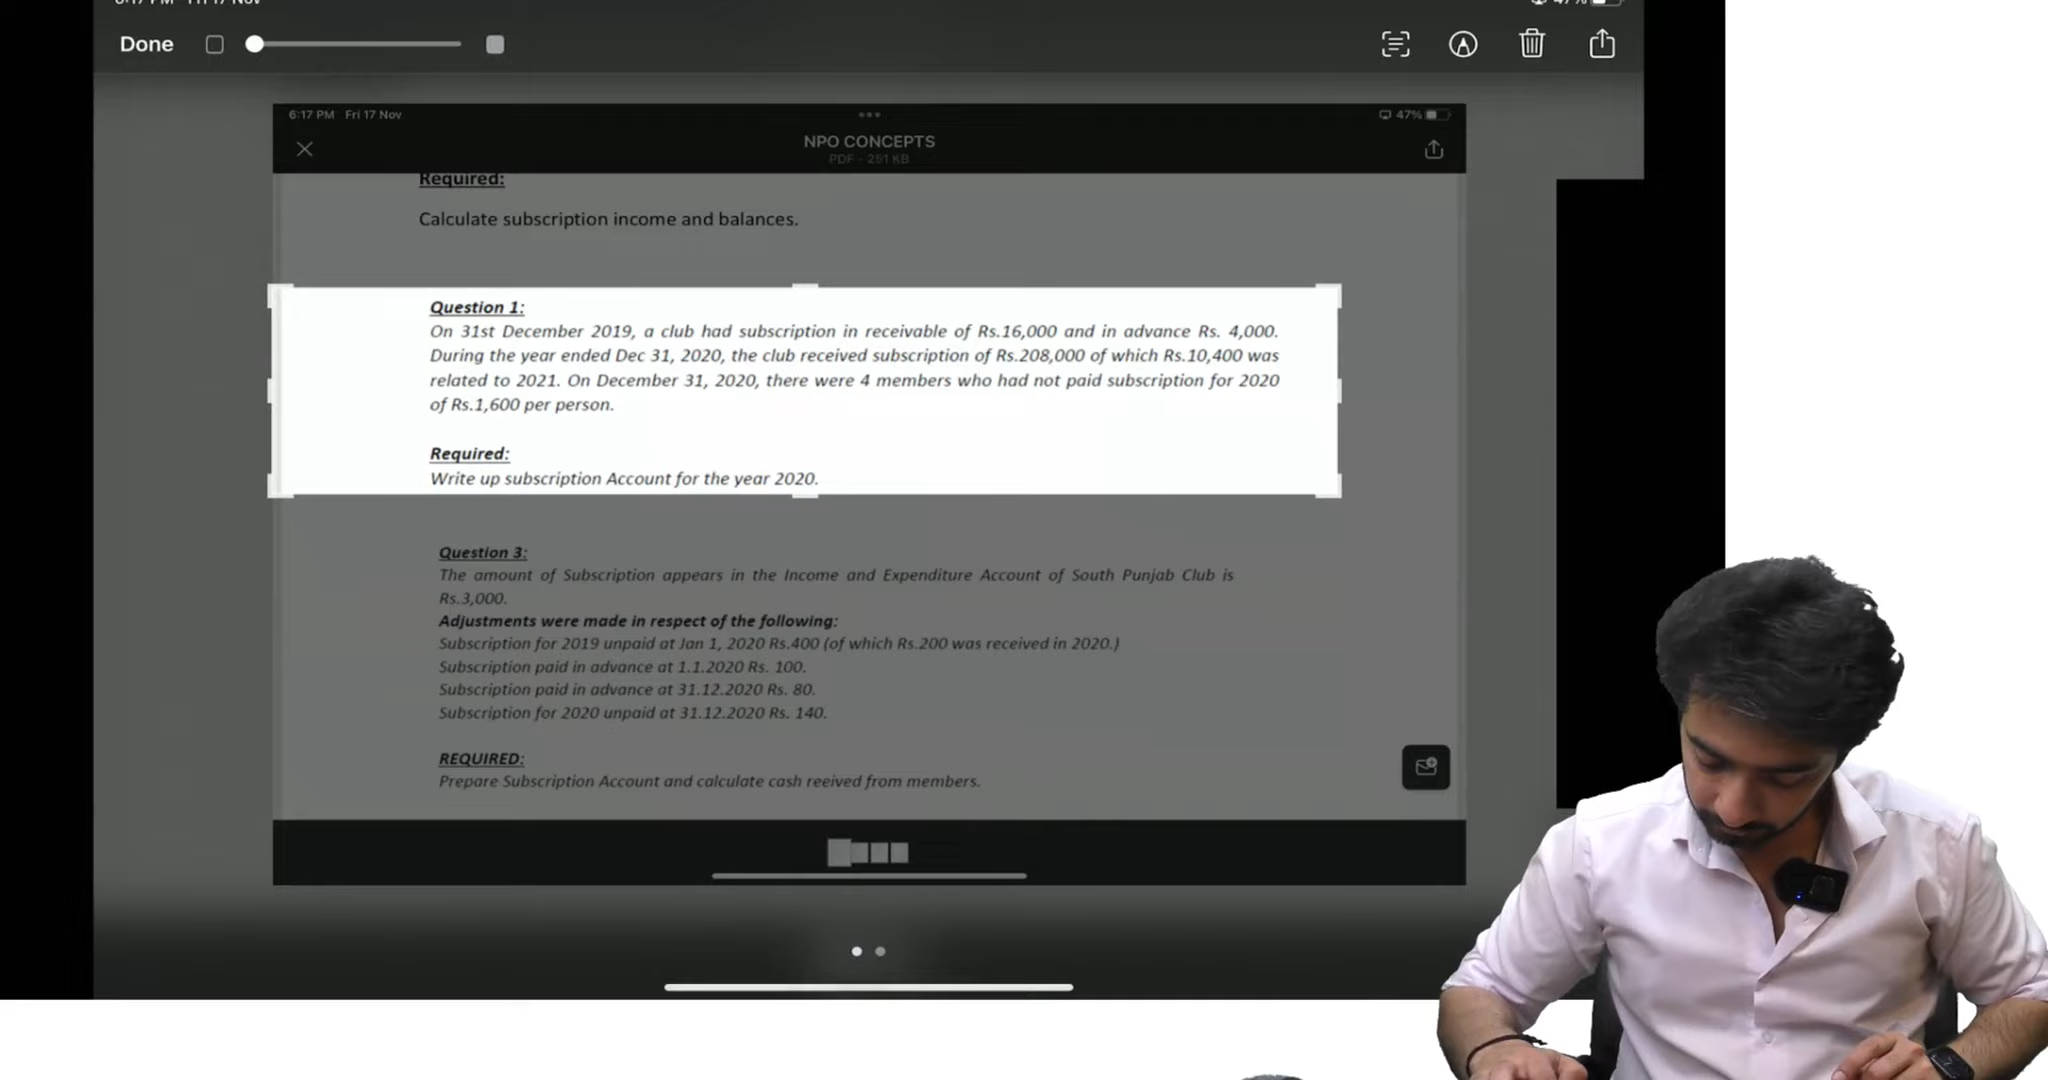 Done
6:17 PM Fri 17 Nov
47%
NPO CONCEPTS
PDF - 251 KB
Required:
Calculate subscription income and balances.
Question 1:
On 31st December 2019, a club had subscription in receivable of Rs.16,000 and in advance Rs. 4,000.
During the year ended Dec 31, 2020, the club received subscription of Rs.208,000 of which Rs.10,400 was
related to 2021. On December 31, 2020, there were 4 members who had not paid subscription for 2020
of Rs.1,600 per person.
Required:
Write up subscription Account for the year 2020.
Question 3:
The amount of Subscription appears in the Income and Expenditure Account of South Punjab Club is
Rs.3,000.
Adjustments were made in respect of the following:
Subscription for 2019 unpaid at Jan 1, 2020 Rs.400 (of which Rs.200 was received in 2020.)
Subscription paid in advance at 1.1.2020 Rs. 100.
Subscription paid in advance at 31.12.2020 Rs. 80.
Subscription for 2020 unpaid at 31.12.2020 Rs. 140.
REQUIRED:
Prepare Subscription Account and calculate cash reeived from members.